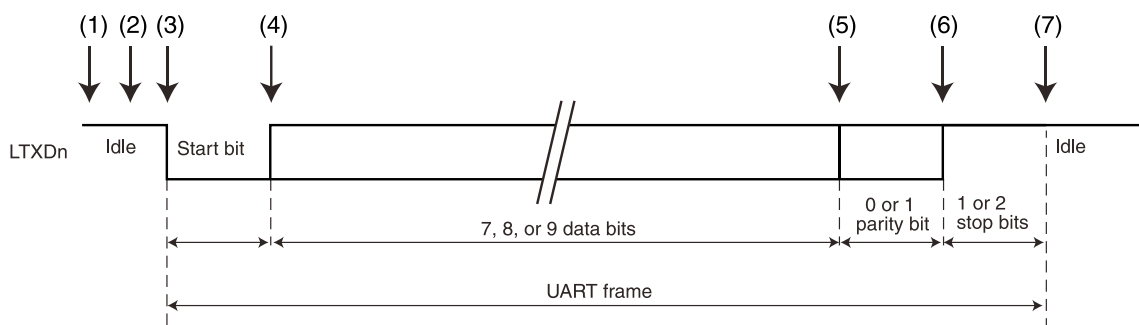 (1) (2) (3) (4) (5) (6) (7)
LTXDn
Idle
Start bit
Idle
7, 8, or 9 data bits
0 or 1
parity bit
1 or 2
stop bits
UART frame